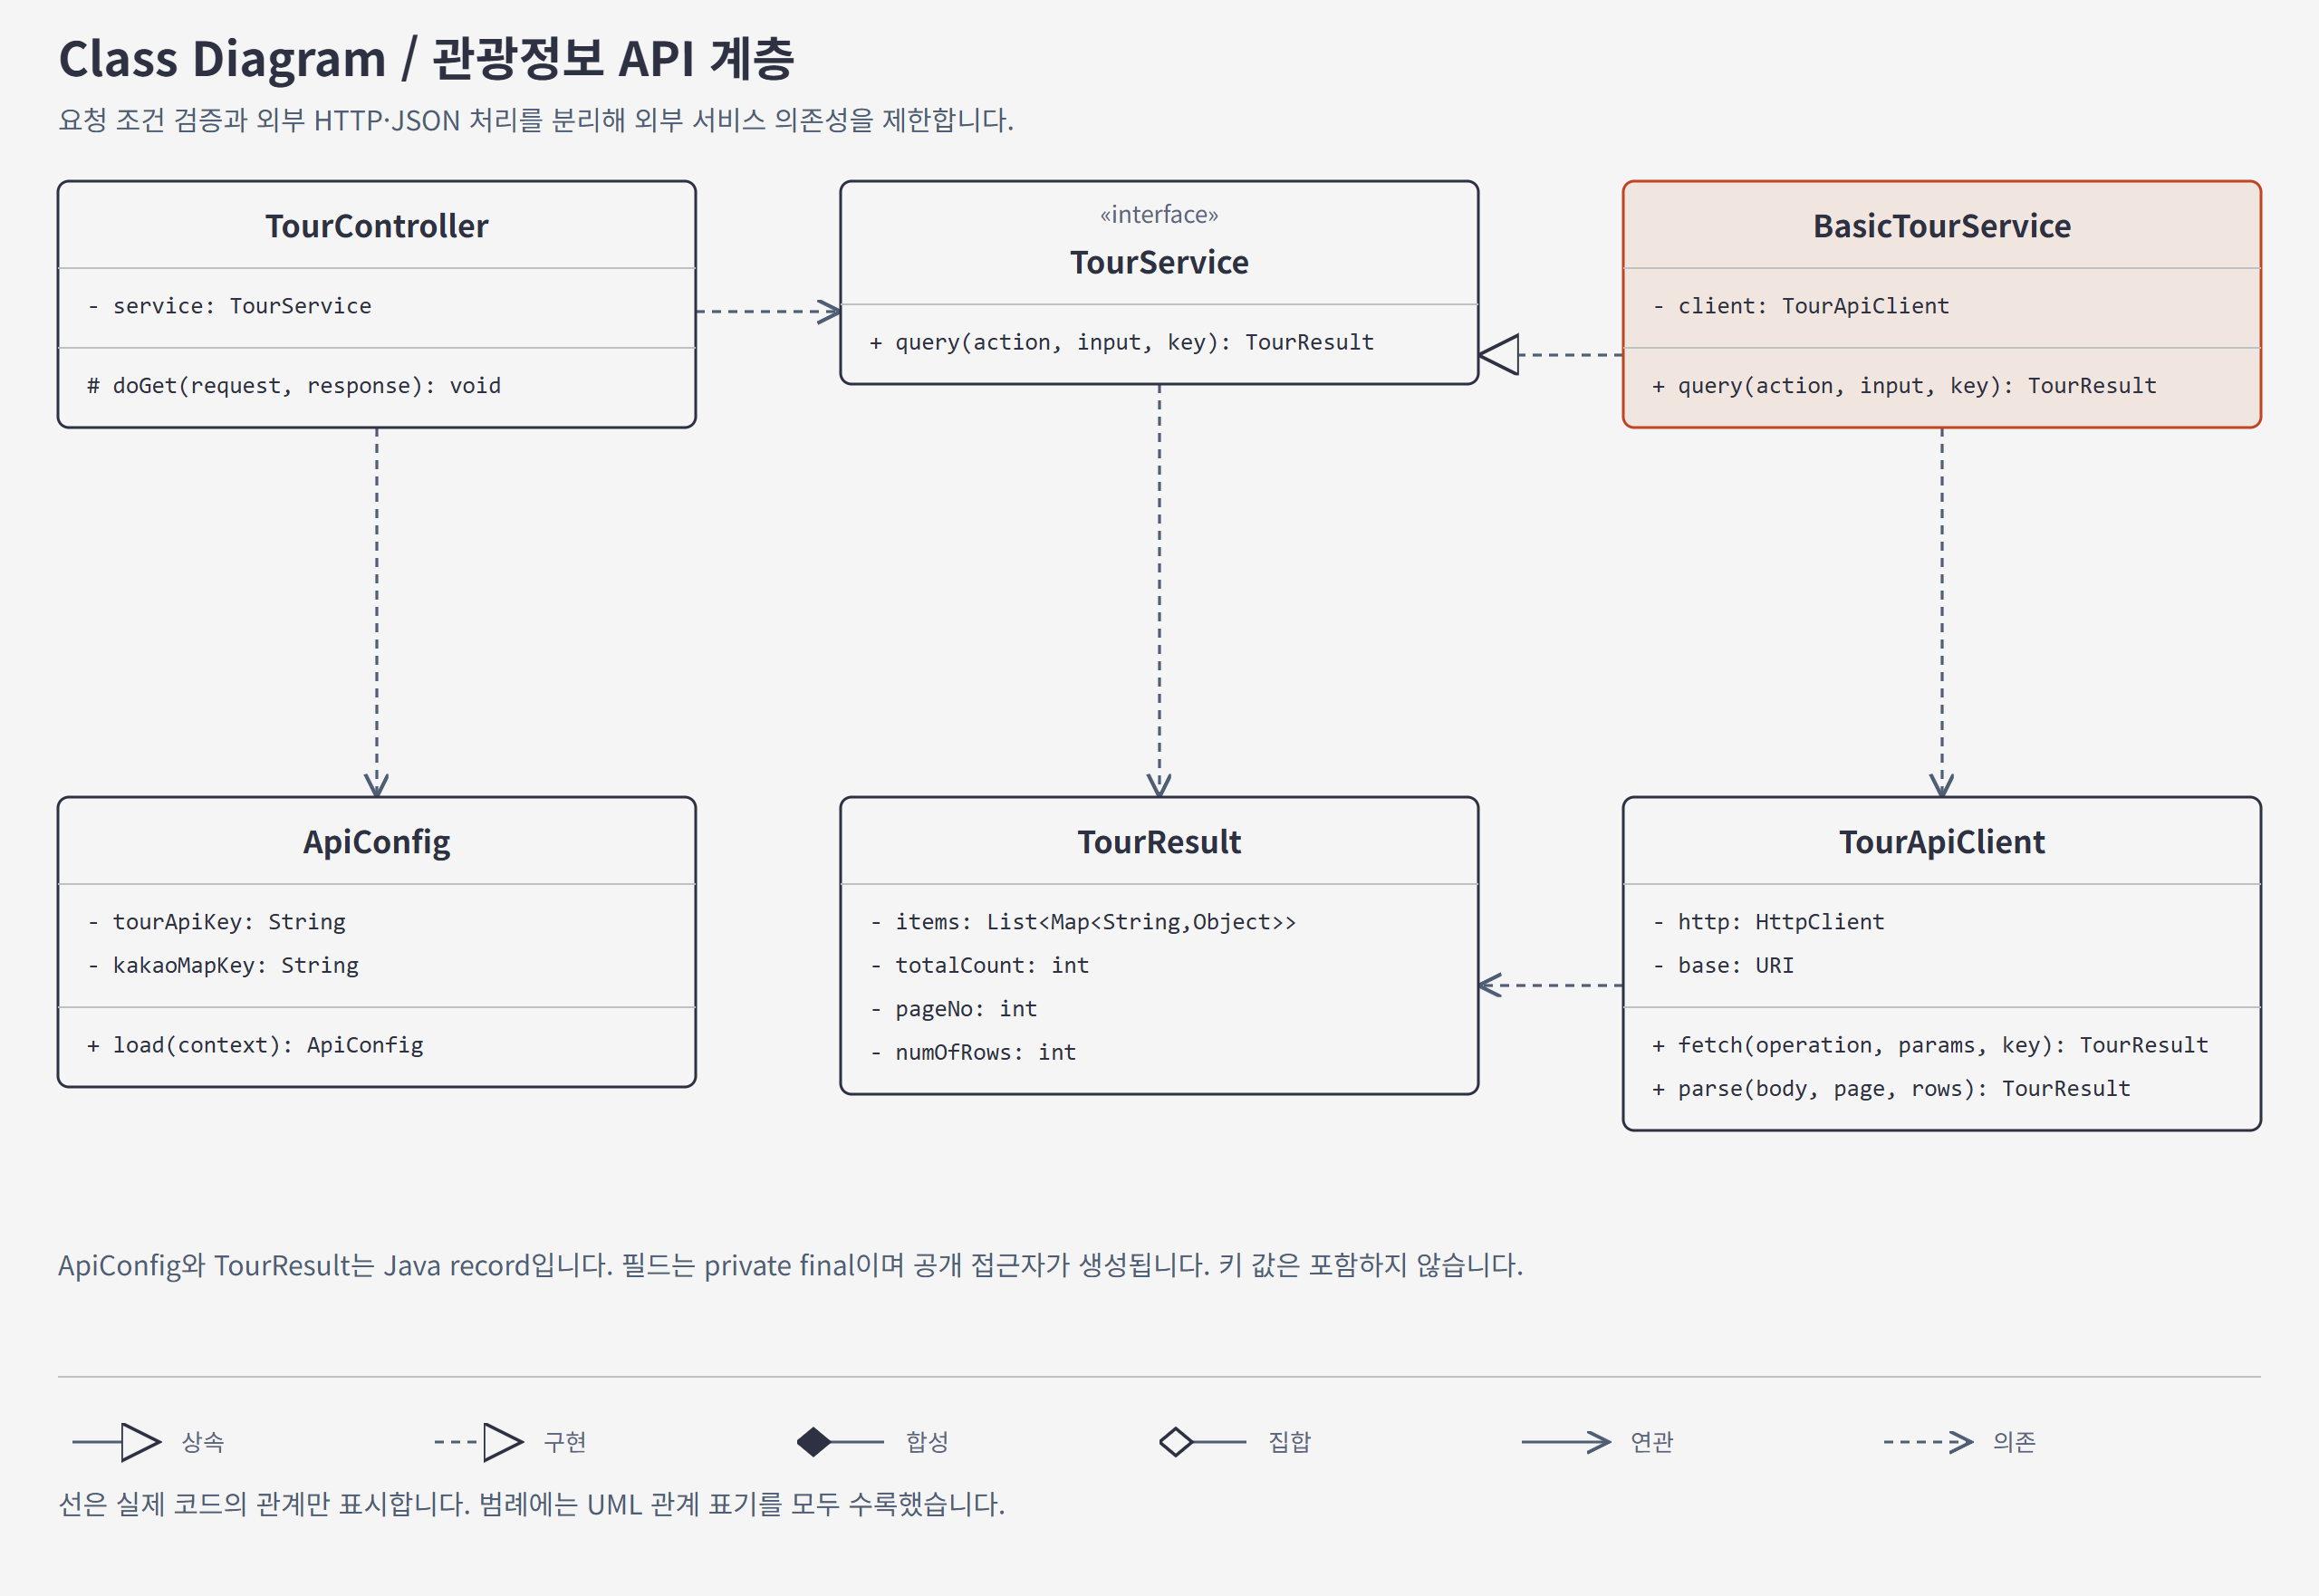 Class Diagram / 관광정보 API 계층
요청 조건 검증과 외부 HTTP·JSON 처리를 분리해 외부 서비스 의존성을 제한합니다.
TourController
- service: TourService
# doGet(request, response): void
«interface»
TourService
+ query(action, input, key): TourResult
BasicTourService
- client: TourApiClient
+ query(action, input, key): TourResult
ApiConfig
- tourApiKey: String
- kakaoMapKey: String
+ load(context): ApiConfig
TourResult
- items: List<Map<String,Object>>
- totalCount: int
- pageNo: int
- numOfRows: int
TourApiClient
- http: HttpClient
- base: URI
+ fetch(operation, params, key): TourResult
+ parse(body, page, rows): TourResult
ApiConfig와 TourResult는 Java record입니다. 필드는 private final이며 공개 접근자가 생성됩니다. 키 값은 포함하지 않습니다.
상속
구현
합성
집합
연관
의존
선은 실제 코드의 관계만 표시합니다. 범례에는 UML 관계 표기를 모두 수록했습니다.